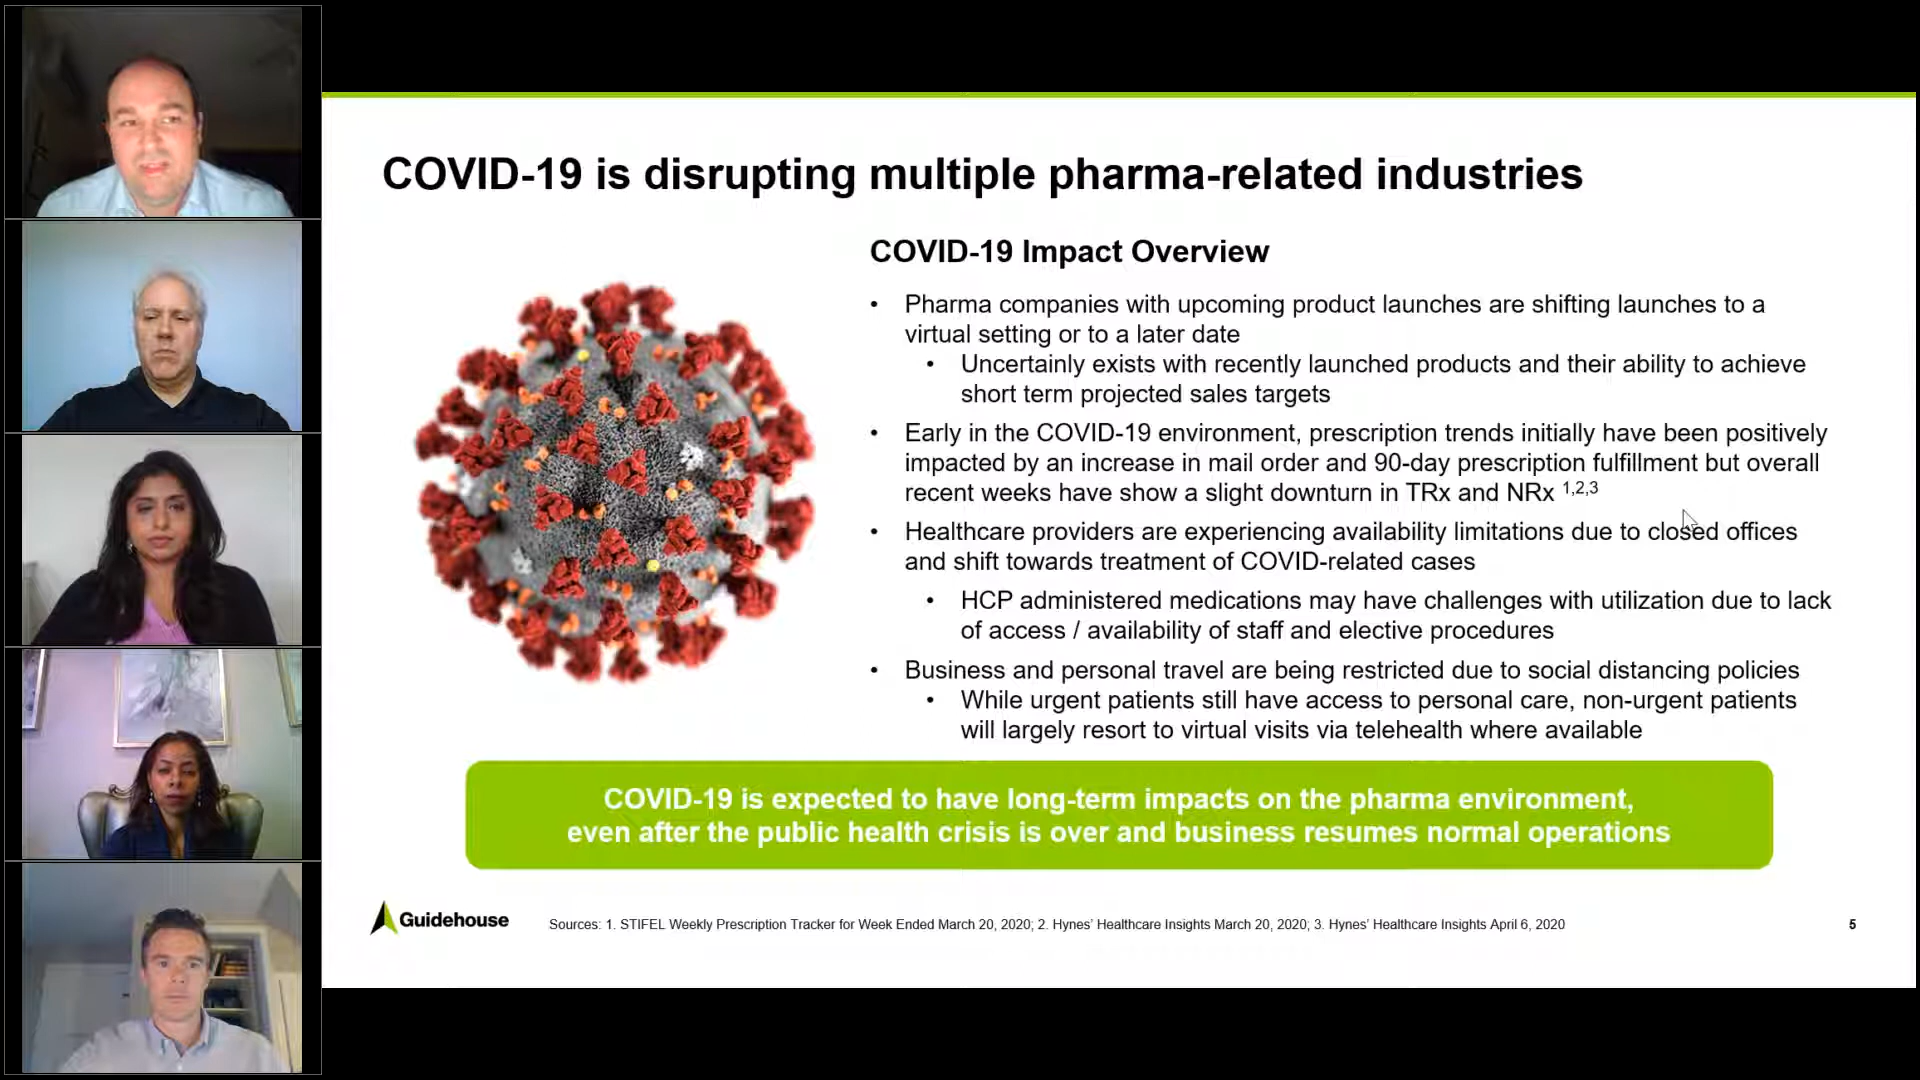 COVID-19 is disrupting multiple pharma-related industries
COVID-19 Impact Overview
• Pharma companies with upcoming product launches are shifting launches to a
virtual setting or to a later date
• Uncertainly exists with recently launched products and their ability to achieve
short term projected sales targets
• Early in the COVID-19 environment, prescription trends initially have been positively
impacted by an increase in mail order and 90-day prescription fulfillment but overall
recent weeks have show a slight downturn in TRx and NRx 1,2,3
• Healthcare providers are experiencing availability limitations due to closed offices
and shift towards treatment of COVID-related cases
• HCP administered medications may have challenges with utilization due to lack
of access / availability of staff and elective procedures
• Business and personal travel are being restricted due to social distancing policies
• While urgent patients still have access to personal care, non-urgent patients
will largely resort to virtual visits via telehealth where available
COVID-19 is expected to have long-term impacts on the pharma environment,
even after the public health crisis is over and business resumes normal operations
Guidehouse
Sources: 1. STIFEL Weekly Prescription Tracker for Week Ended March 20, 2020; 2. Hynes' Healthcare Insights March 20, 2020; 3. Hynes' Healthcare Insights April 6, 2020
5